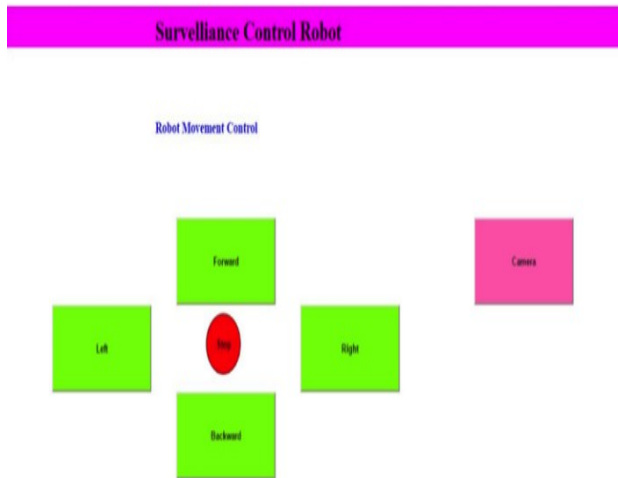 Survelliance Control Robot
Robot Movement Control
Forward
Camera
Left
Stop
Right
Backward